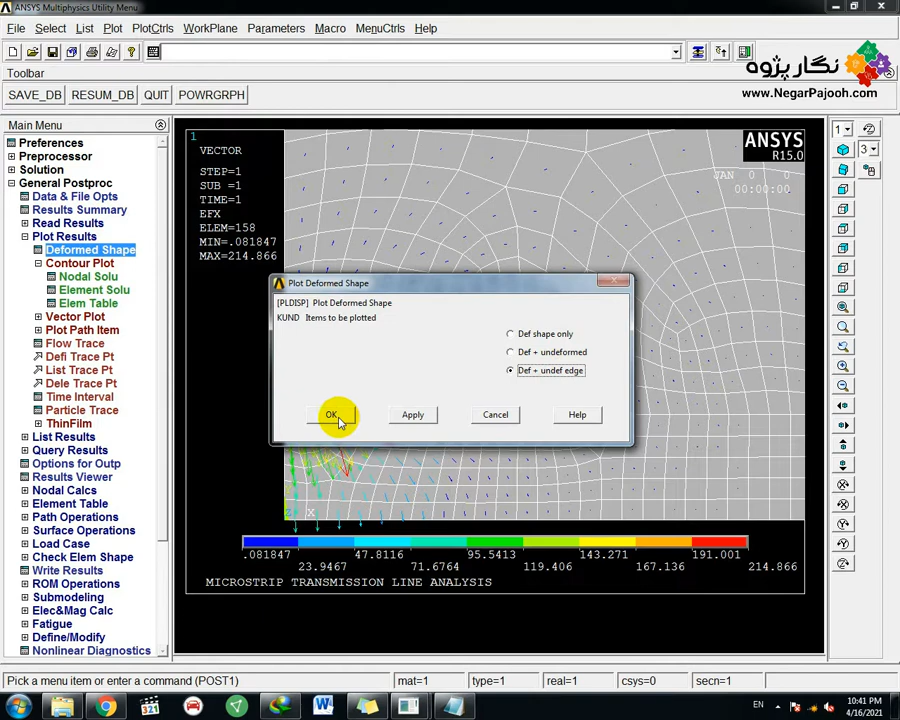 ANSYS Multiphysics Utility Menu
File Select List Plot PlotCtrls WorkPlane Parameters Macro MenuCtrls Help
Toolbar
نگار پژوه
www.NegarPajooh.com
SAVE_DB RESUM_DB QUIT POWRGRPH
Main Menu
Preferences
Preprocessor
Solution
General Postproc
Data & File Opts
Results Summary
Read Results
Plot Results
Deformed Shape
Contour Plot
Nodal Solu
Element Solu
Elem Table
Vector Plot
Plot Path Item
Flow Trace
Defi Trace Pt
List Trace Pt
Dele Trace Pt
Time Interval
Particle Trace
ThinFilm
List Results
Query Results
Options for Outp
Results Viewer
Nodal Calcs
Element Table
Path Operations
Surface Operations
Load Case
Check Elem Shape
Write Results
ROM Operations
Submodeling
Elec&Mag Calc
Fatigue
Define/Modify
Nonlinear Diagnostics
1
VECTOR
STEP=1
SUB =1
TIME=1
EFX
ELEM=158
MIN=.081847
MAX=214.866
ANSYS
R15.0
JAN 0 0
00:00:00
Plot Deformed Shape
[PLDISP] Plot Deformed Shape
KUND Items to be plotted
Def shape only
Def + undeformed
Def + undef edge
OK Apply Cancel Help
Z X
.081847 47.8116 95.5413 143.271 191.001
23.9467 71.6764 119.406 167.136 214.866
MICROSTRIP TRANSMISSION LINE ANALYSIS
1
3
Pick a menu item or enter a command (POST1) mat=1 type=1 real=1 csys=0 secn=1
321
EN
10:41 PM
4/16/2021